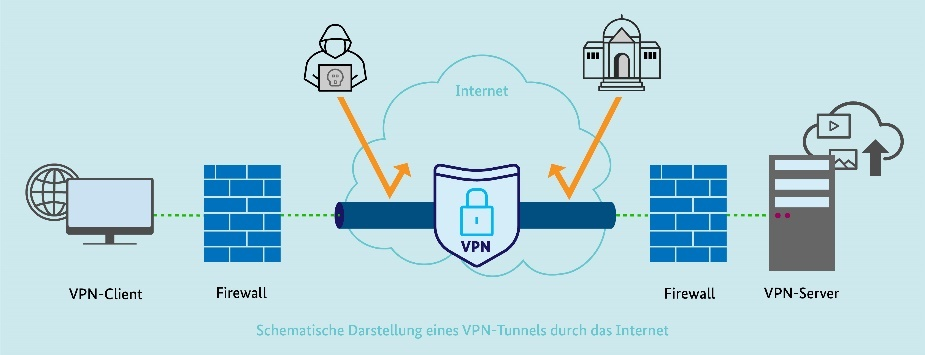 Internet
VPN
VPN-Client
Firewall
Firewall
VPN-Server
Schematische Darstellung eines VPN-Tunnels durch das Internet